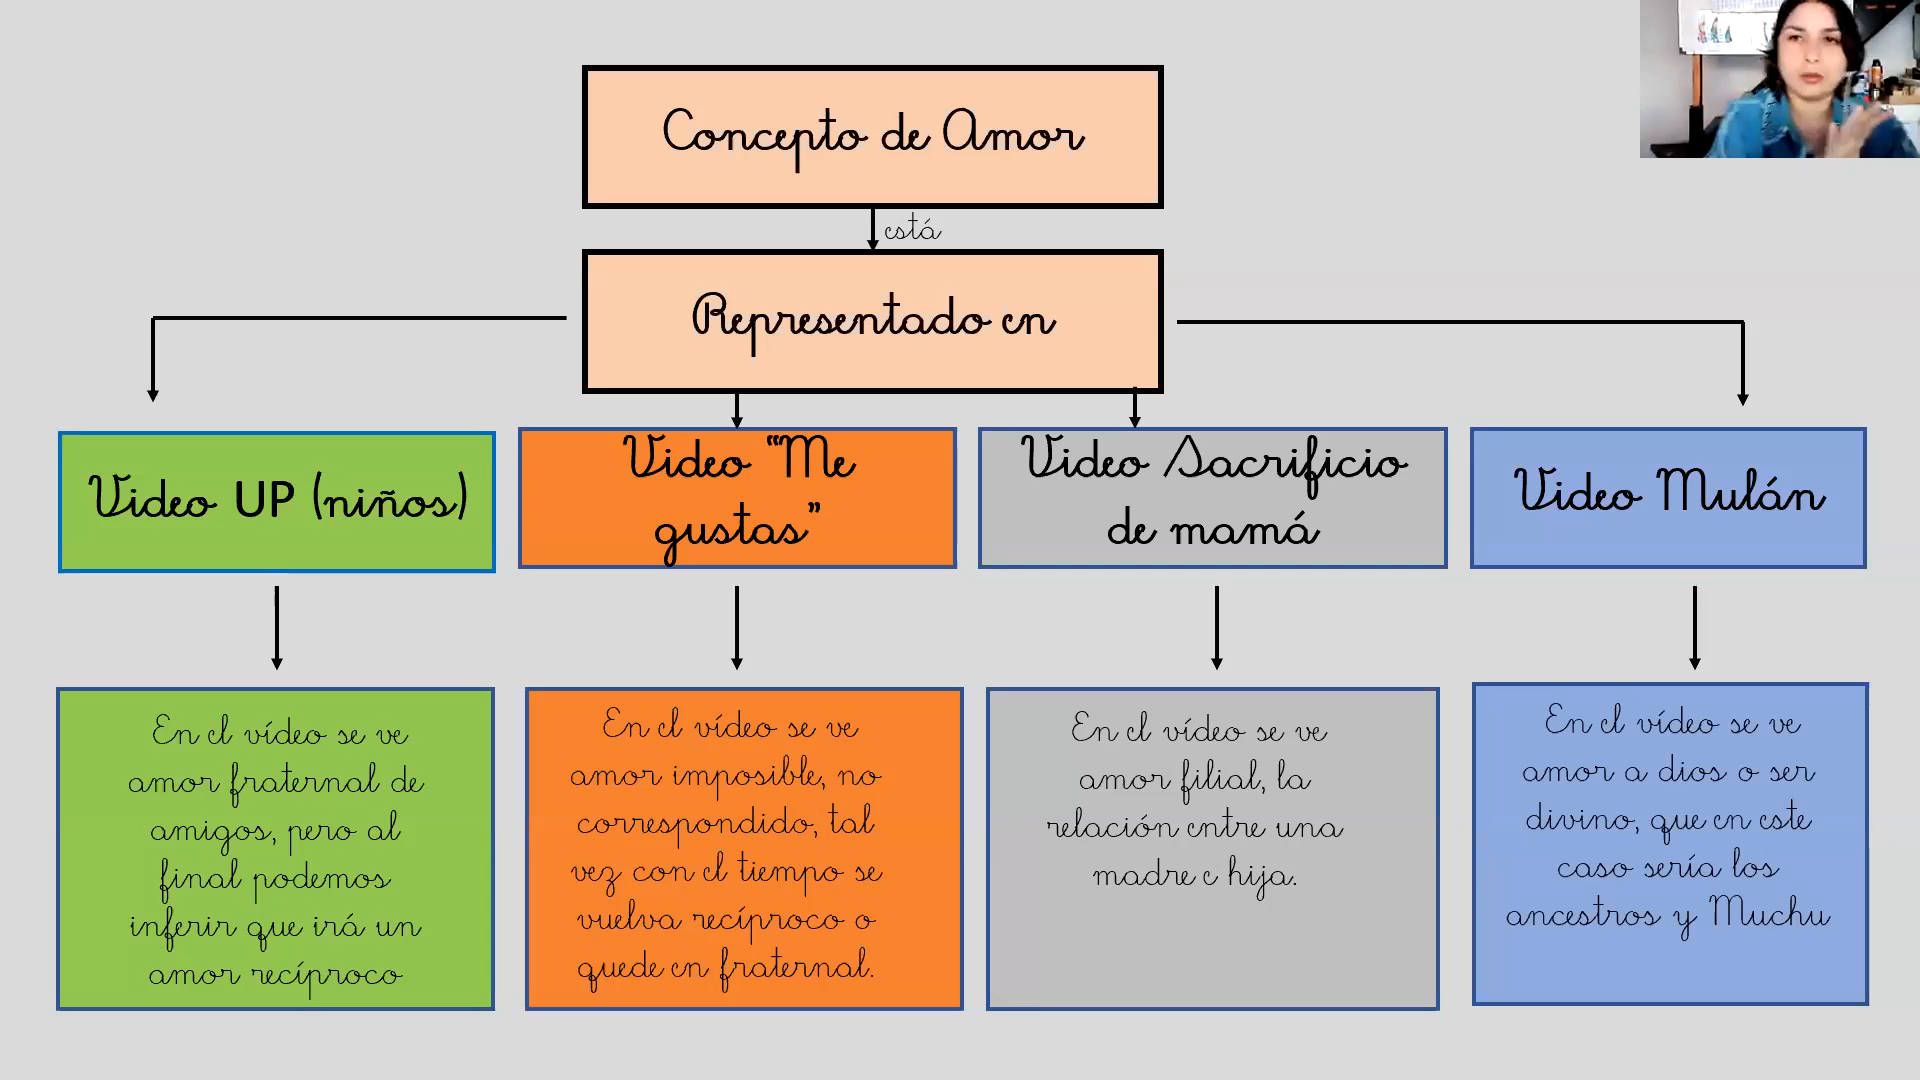 Concepto de Amor
está
Representado en
Video UP (niños)
Video “Me
gustas”
Video Sacrificio
de mamá
Video Mulán
En el vídeo se ve
amor fraternal de
amigos, pero al
final podemos
inferir que irá un
amor recíproco
En el vídeo se ve
amor imposible, no
correspondido, tal
vez con el tiempo se
vuelva recíproco o
quede en fraternal.
En el vídeo se ve
amor filial, la
relación entre una
madre e hija.
En el vídeo se ve
amor a dios o ser
divino, que en este
caso sería los
ancestros y Muchu